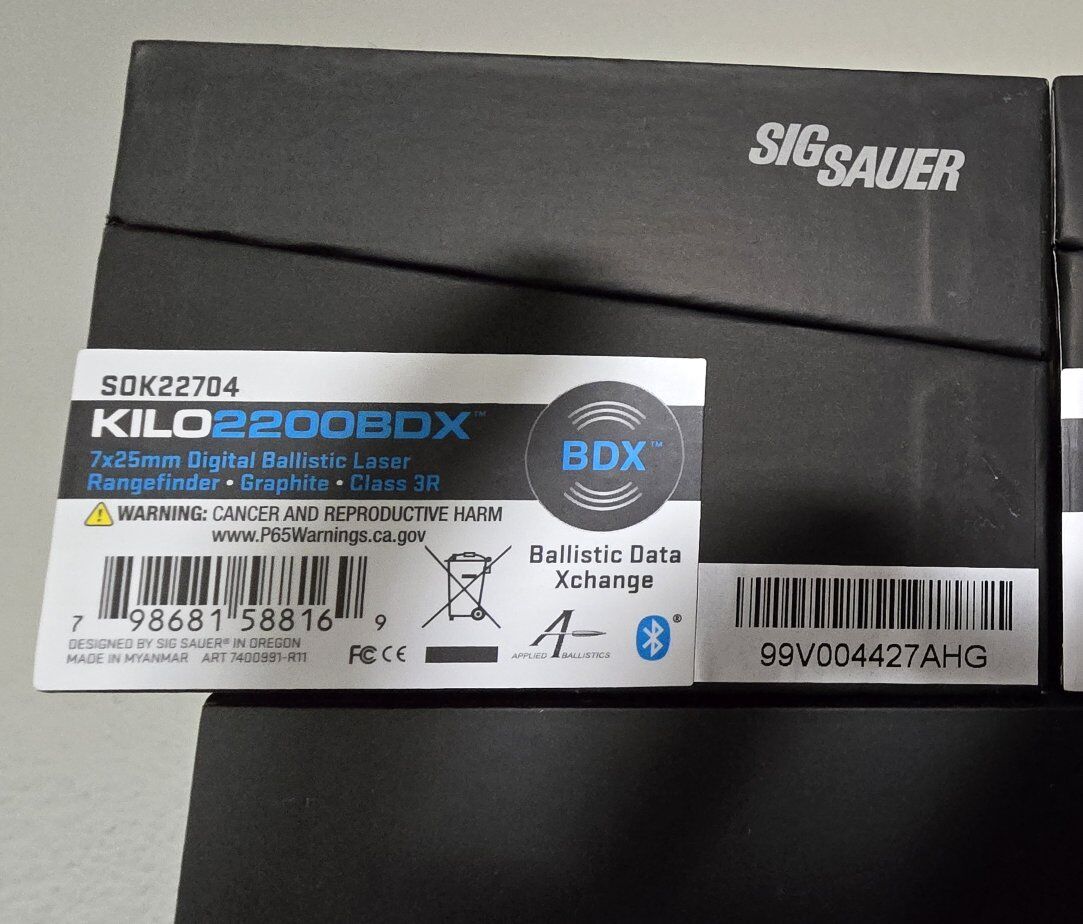 SIG SAUER
SOK22704
KILO2200BDX™
7x25mm Digital Ballistic Laser
Rangefinder • Graphite • Class 3R
BDX™
WARNING: CANCER AND REPRODUCTIVE HARM
www.P65Warnings.ca.gov
Ballistic Data
Xchange
7 98681 58816 9
DESIGNED BY SIG SAUER® IN OREGON
MADE IN MYANMAR ART 7400991-R11
FC CE
A
APPLIED BALLISTICS
®
99V004427AHG